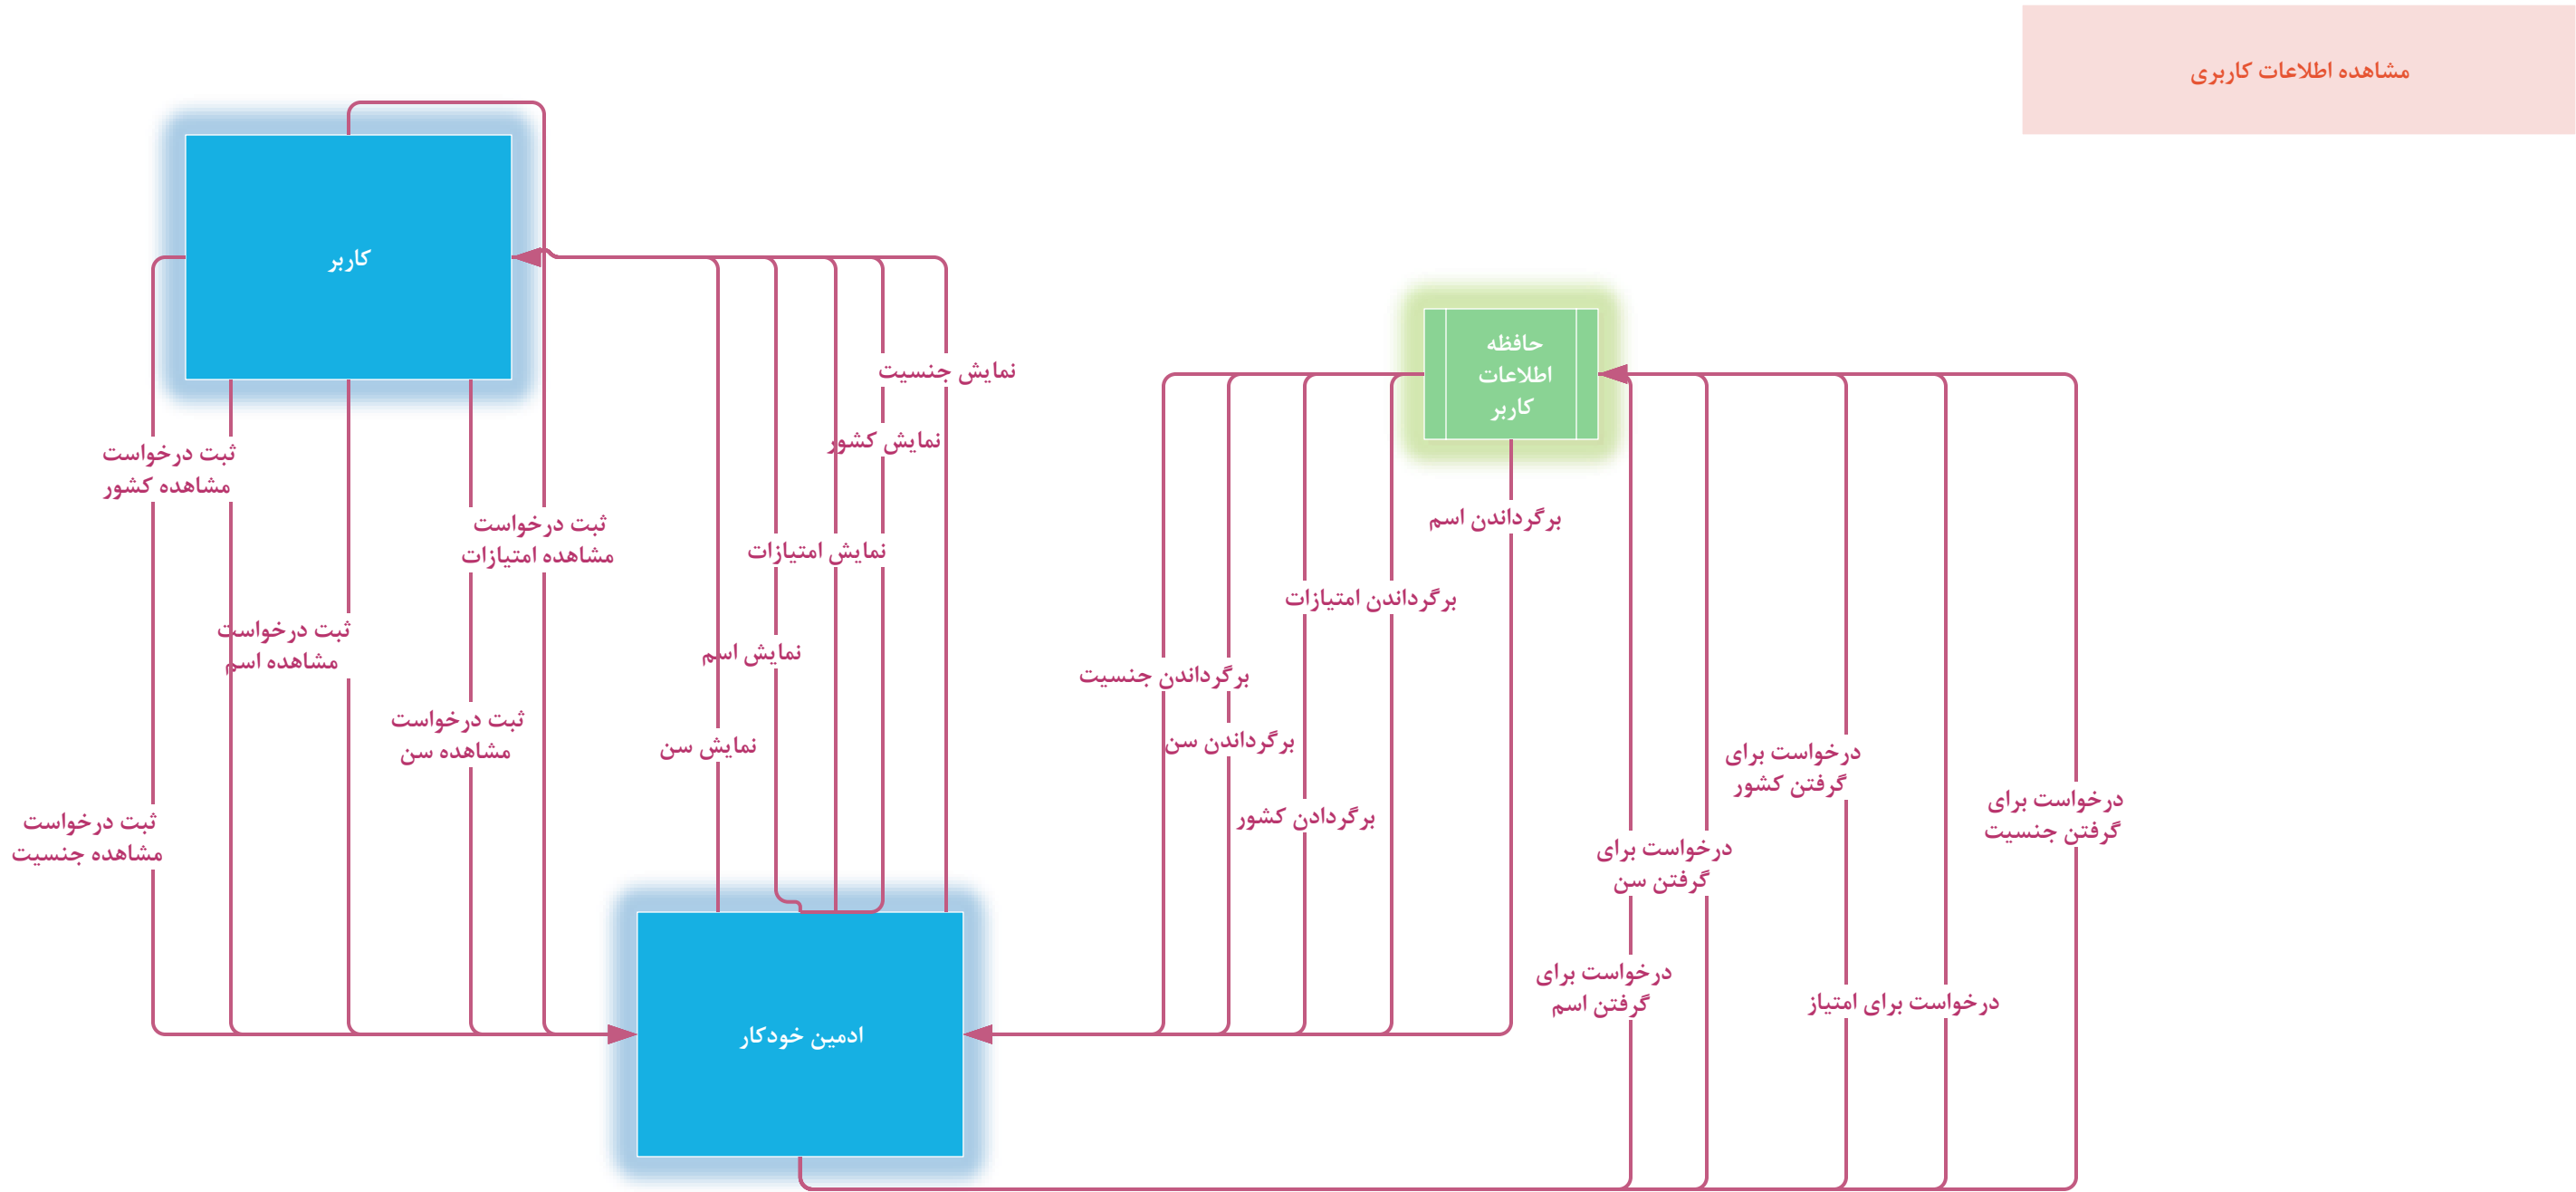 مشاهده اطلاعات کاربری
کاربر
حافظه
اطلاعات
کاربر
نمایش جنسیت
نمایش کشور
ثبت درخواست
مشاهده کشور
ثبت درخواست
مشاهده امتیازات
نمایش امتیازات
برگرداندن اسم
برگرداندن امتیازات
ثبت درخواست
مشاهده اسم
نمایش اسم
برگرداندن جنسیت
ثبت درخواست
مشاهده سن
نمایش سن
برگرداندن سن
درخواست برای
گرفتن کشور
درخواست برای
گرفتن جنسیت
برگردادن کشور
ثبت درخواست
مشاهده جنسیت
درخواست برای
گرفتن سن
درخواست برای
گرفتن اسم
درخواست برای امتیاز
ادمین خودکار